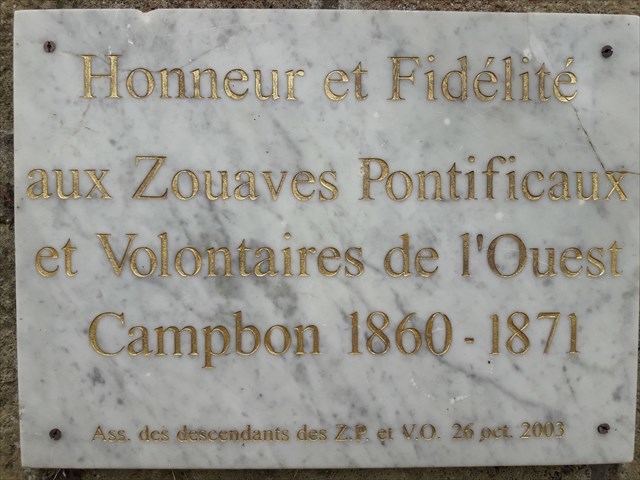 Honneur et Fidélité
aux Zouaves Pontificaux
et Volontaires de l'Ouest
Campbon 1860-1871
Ass. des descendants des Z.P. et V.O. 26 oct. 2003